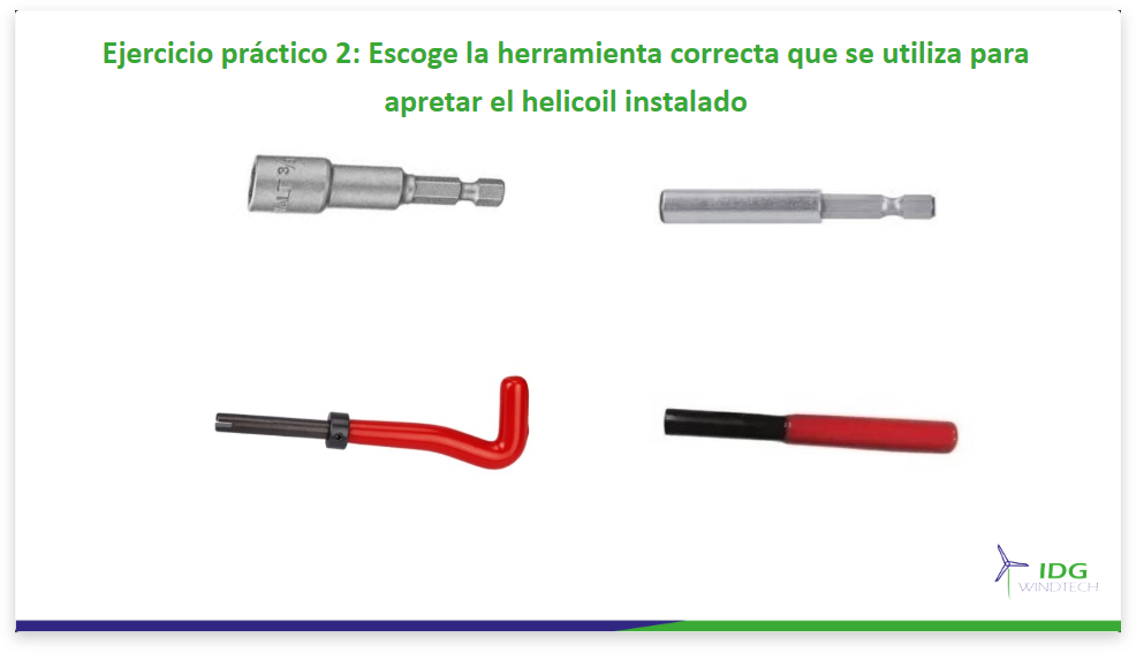 Ejercicio práctico 2: Escoge la herramienta correcta que se utiliza para
apretar el helicoil instalado
IDG
WINDTECH